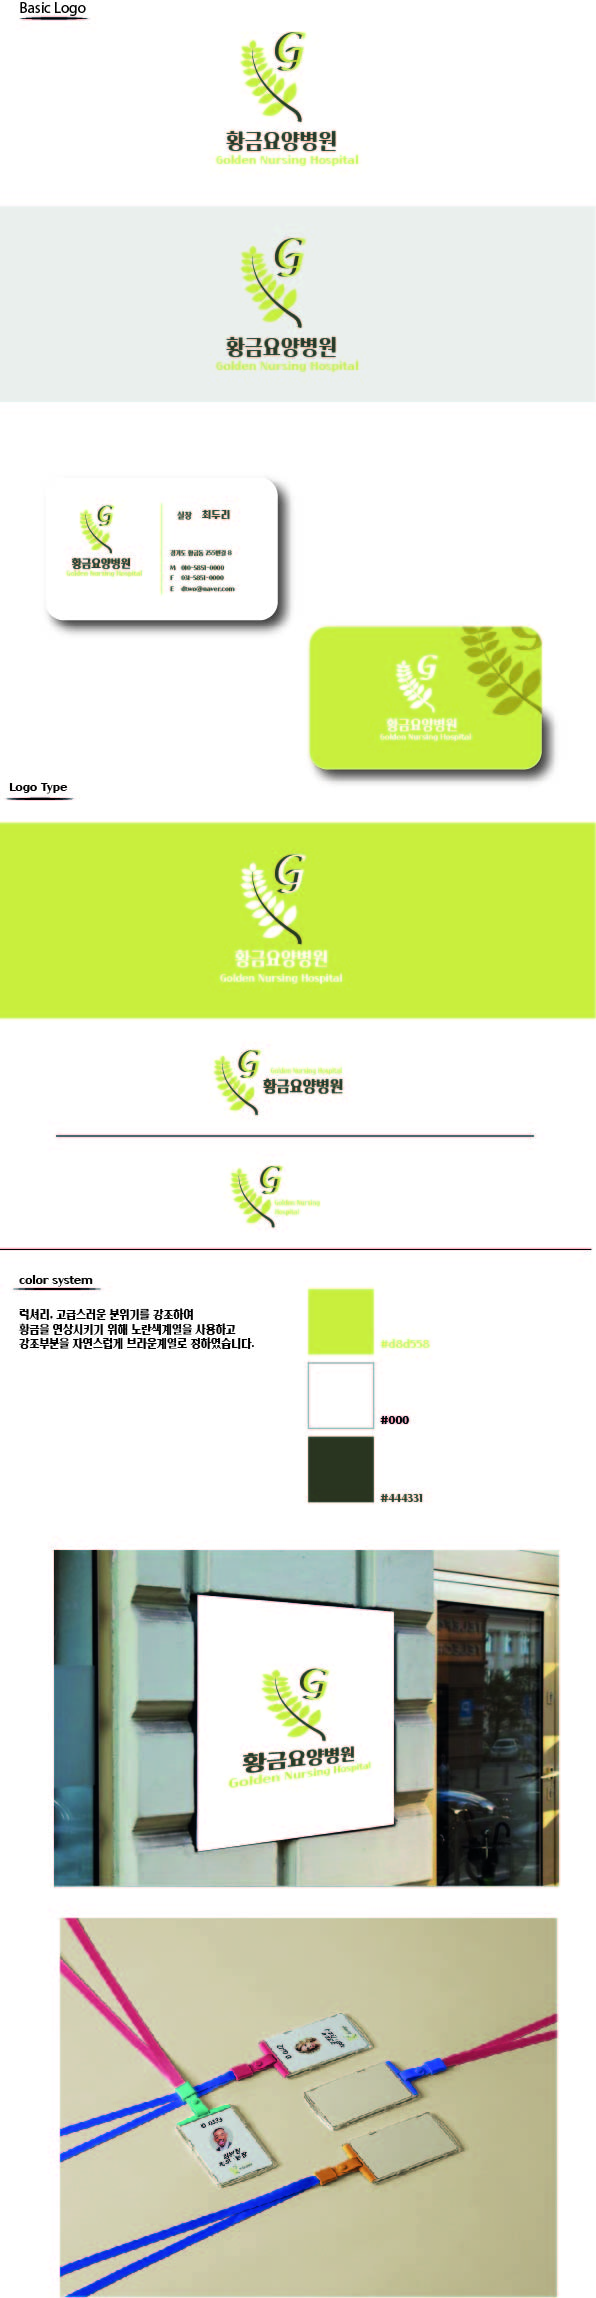 Basic Logo
G
황금요양병원
Golden Nursing Hospital
G
황금요양병원
Golden Nursing Hospital
G
황금요양병원
Golden Nursing Hospital
실장 최두리
경기도 황금동 255번길 8
M 010-5851-0000
F 031-5851-0000
E dtwo@naver.com
G
G
황금요양병원
Golden Nursing Hospital
Logo Type
G
황금요양병원
Golden Nursing Hospital
G
Golden Nursing Hospital
황금요양병원
G
Golden Nursing
Hospital
color system
럭셔리, 고급스러운 분위기를 강조하여
황금을 연상시키기 위해 노란색계열을 사용하고
강조부분을 자연스럽게 브라운계열로 정하였습니다.
#d8d558
#000
#444331
G
황금요양병원
Golden Nursing Hospital